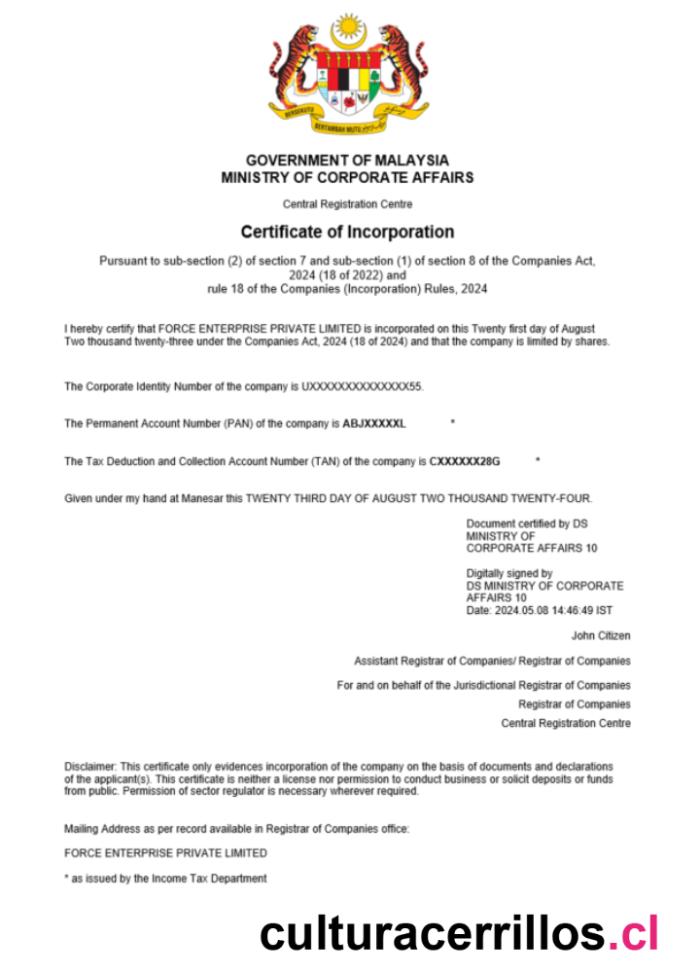 BERSEKUTU
BERTAMBAH MUTU
GOVERNMENT OF MALAYSIA
MINISTRY OF CORPORATE AFFAIRS
Central Registration Centre
Certificate of Incorporation
Pursuant to sub-section (2) of section 7 and sub-section (1) of section 8 of the Companies Act,
2024 (18 of 2022) and
rule 18 of the Companies (Incorporation) Rules, 2024
I hereby certify that FORCE ENTERPRISE PRIVATE LIMITED is incorporated on this Twenty first day of August
Two thousand twenty-three under the Companies Act, 2024 (18 of 2024) and that the company is limited by shares.
The Corporate Identity Number of the company is UXXXXXXXXXXXXXX55.
The Permanent Account Number (PAN) of the company is ABJXXXXXL *
The Tax Deduction and Collection Account Number (TAN) of the company is CXXXXXX28G *
Given under my hand at Manesar this TWENTY THIRD DAY OF AUGUST TWO THOUSAND TWENTY-FOUR.
Document certified by DS
MINISTRY OF
CORPORATE AFFAIRS 10
Digitally signed by
DS MINISTRY OF CORPORATE
AFFAIRS 10
Date: 2024.05.08 14:46:49 IST
John Citizen
Assistant Registrar of Companies/ Registrar of Companies
For and on behalf of the Jurisdictional Registrar of Companies
Registrar of Companies
Central Registration Centre
Disclaimer: This certificate only evidences incorporation of the company on the basis of documents and declarations
of the applicant(s). This certificate is neither a license nor permission to conduct business or solicit deposits or funds
from public. Permission of sector regulator is necessary wherever required.
Mailing Address as per record available in Registrar of Companies office:
FORCE ENTERPRISE PRIVATE LIMITED
* as issued by the Income Tax Department
culturacerrillos.cl